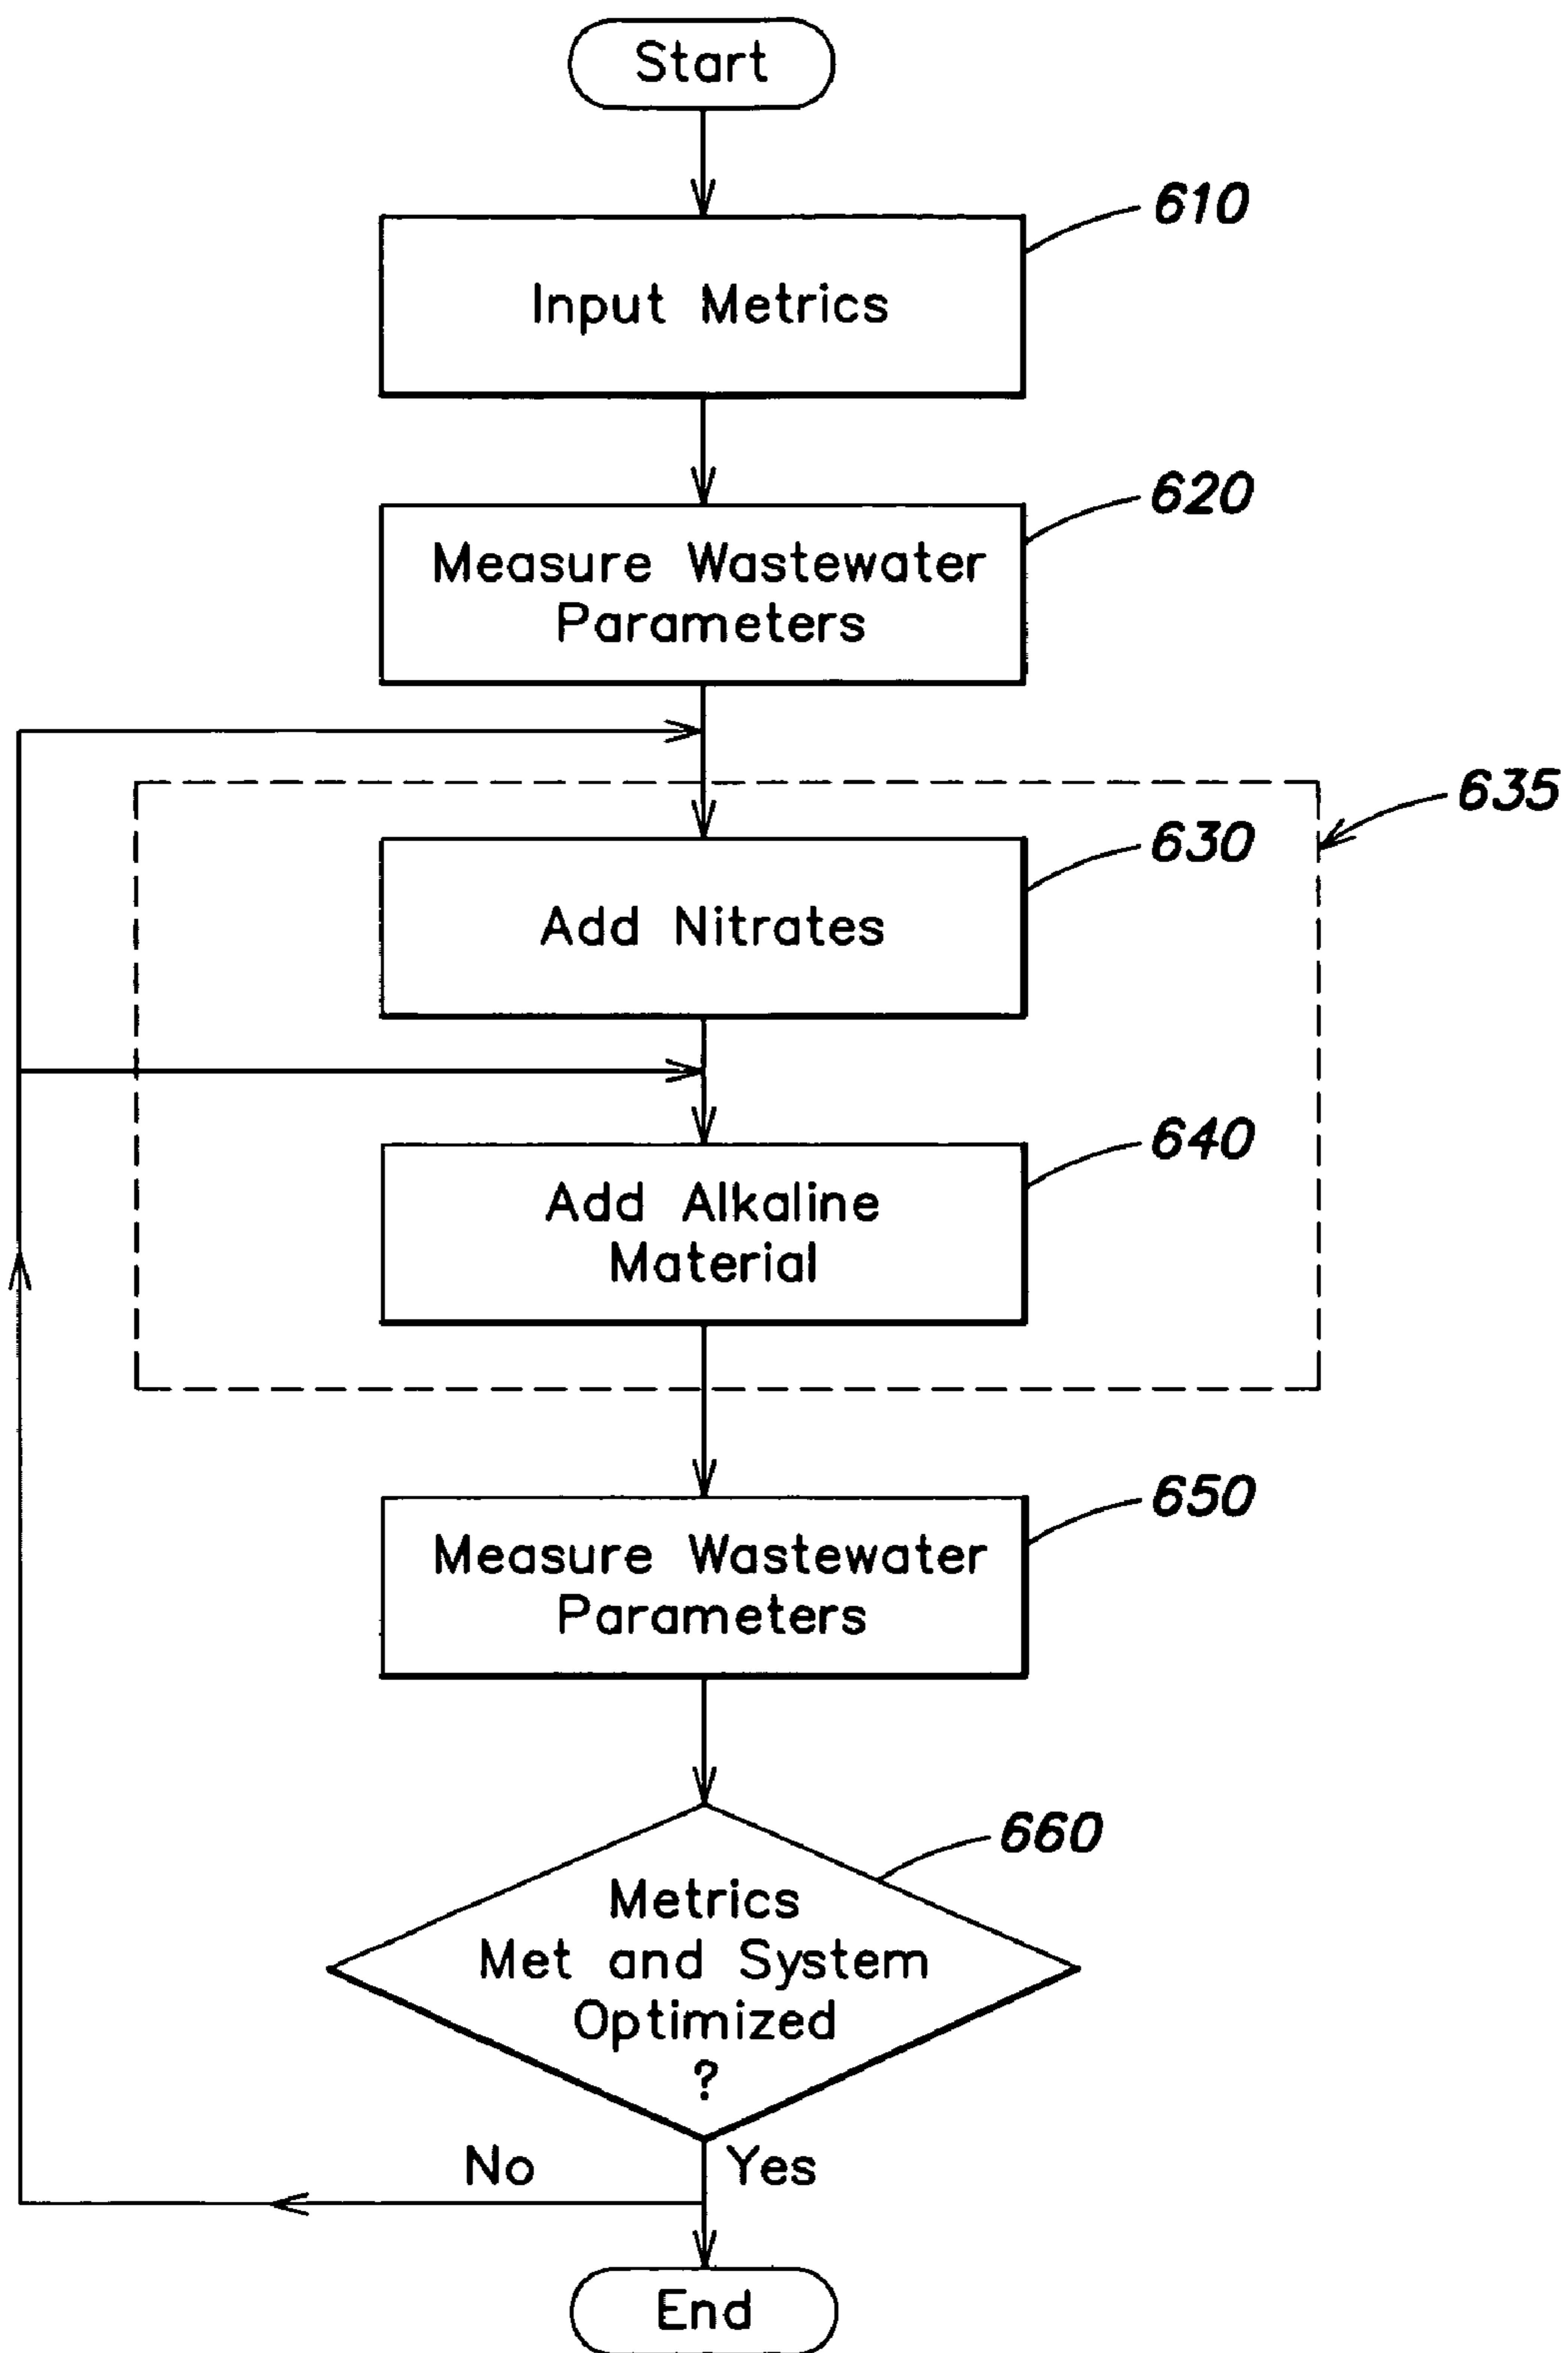 Start
610
Input Metrics
620
Measure Wastewater
Parameters
635
630
Add Nitrates
640
Add Alkaline
Material
650
Measure Wastewater
Parameters
660
Metrics
Met and System
Optimized
?
No
Yes
End